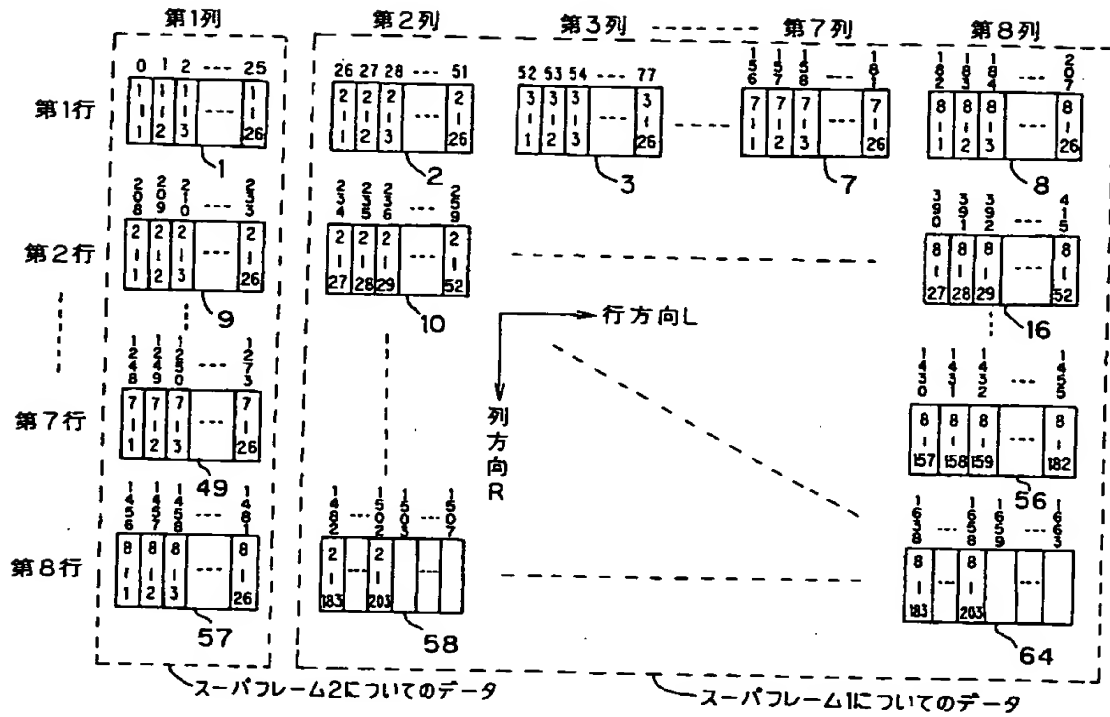 第1列 第2列 第3列 第7列 第8列
0 1 2 --- 25 26 27 28 --- 51 52 53 54 --- 77 156 157 158 --- 181 182 183 184 --- 207
第1行 1-1 1-2 1-3 --- 1-26 2-1 2-2 2-3 --- 2-26 3-1 3-2 3-3 --- 3-26 7-1 7-2 7-3 --- 7-26 8-1 8-2 8-3 --- 8-26
1 2 3 7 8
208 209 210 --- 233 234 235 236 --- 259 390 391 392 --- 415
第2行 2-1 2-2 2-3 --- 2-26 2-27 2-28 2-29 --- 2-52 8-27 8-28 8-29 --- 8-52
9 10 16
行方向L
列方向R
1248 1249 1250 --- 1273 1430 1431 1432 --- 1455
第7行 7-1 7-2 7-3 --- 7-26 8-157 8-158 8-159 --- 8-182
49 56
1456 1457 1458 --- 1481 1482 --- 1502 1503 --- 1507 1638 --- 1658 1659 --- 1663
第8行 8-1 8-2 8-3 --- 8-26 2-183 --- 2-203 --- 8-183 --- 8-203 ---
57 58 64
スーパフレーム2についてのデータ スーパフレーム1についてのデータ